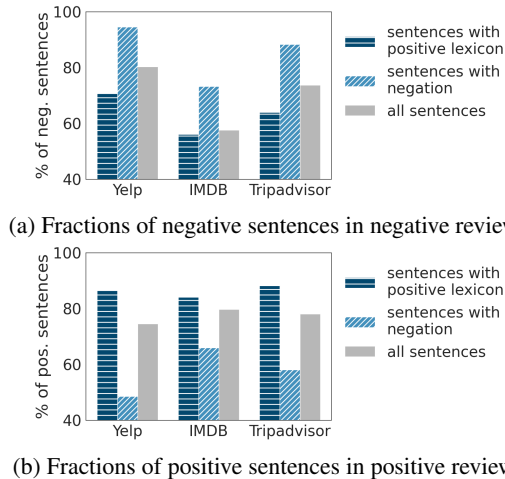 100
80
60
40
% of neg. sentences
Yelp IMDB Tripadvisor
sentences with
positive lexicon
sentences with
negation
all sentences
(a) Fractions of negative sentences in negative review
100
80
60
40
% of pos. sentences
Yelp IMDB Tripadvisor
sentences with
positive lexicon
sentences with
negation
all sentences
(b) Fractions of positive sentences in positive review